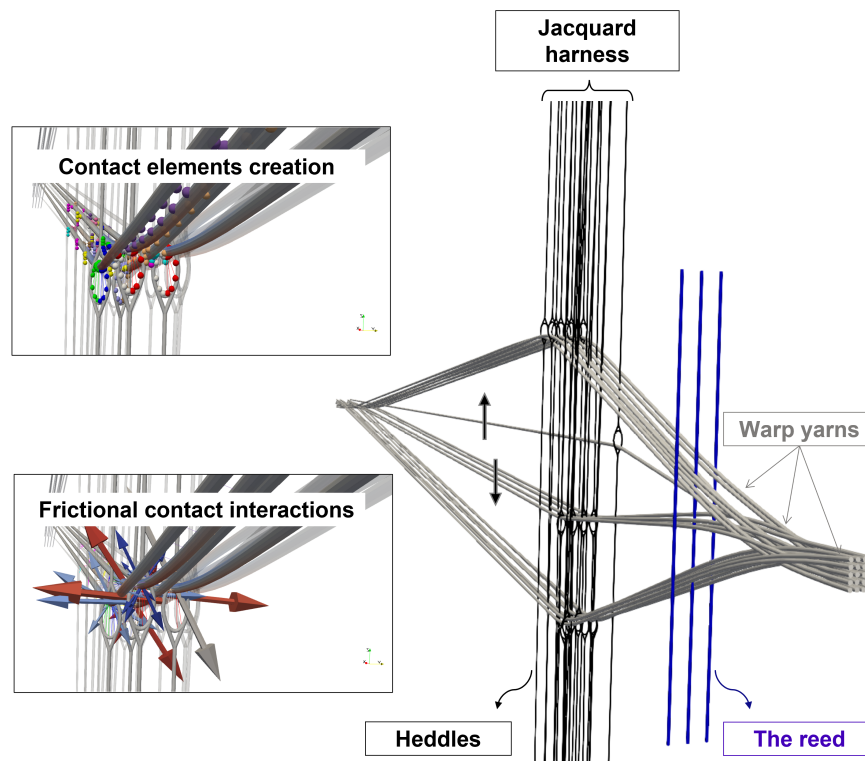 Jacquard
harness
Contact elements creation
Warp yarns
Frictional contact interactions
Heddles
The reed